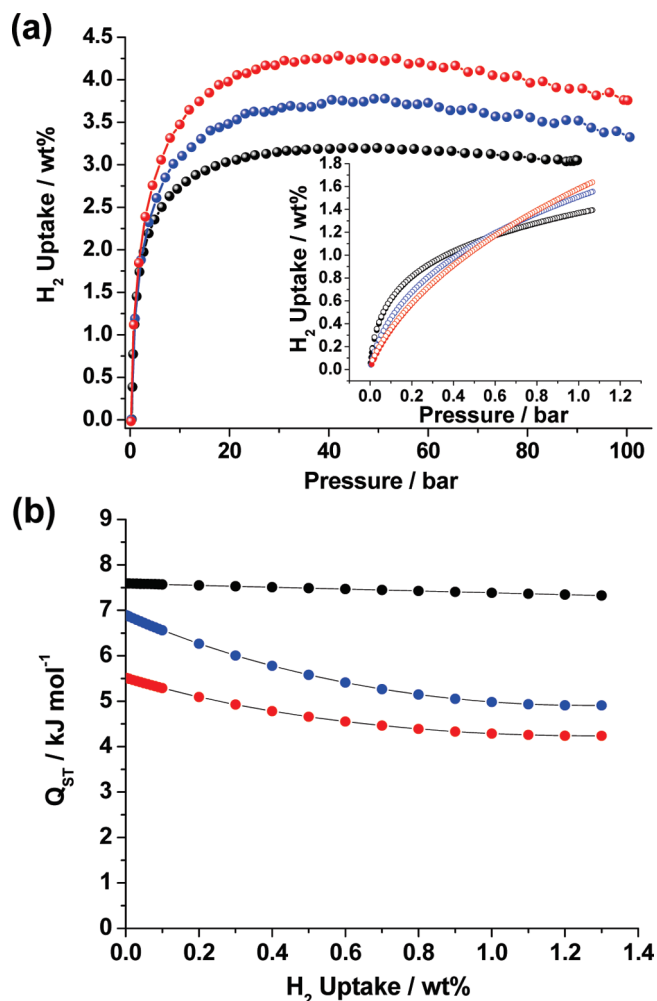 (a)
H2 Uptake / wt%
4.5
4.0
3.5
3.0
2.5
2.0
1.5
1.0
0.5
0.0
0 20 40 60 80 100
Pressure / bar
H2 Uptake / wt%
1.8
1.6
1.4
1.2
1.0
0.8
0.6
0.4
0.2
0.0
0.0 0.2 0.4 0.6 0.8 1.0 1.2
Pressure / bar
(b)
QST / kJ mol-1
9
8
7
6
5
4
3
2
1
0
0.0 0.2 0.4 0.6 0.8 1.0 1.2 1.4
H2 Uptake / wt%